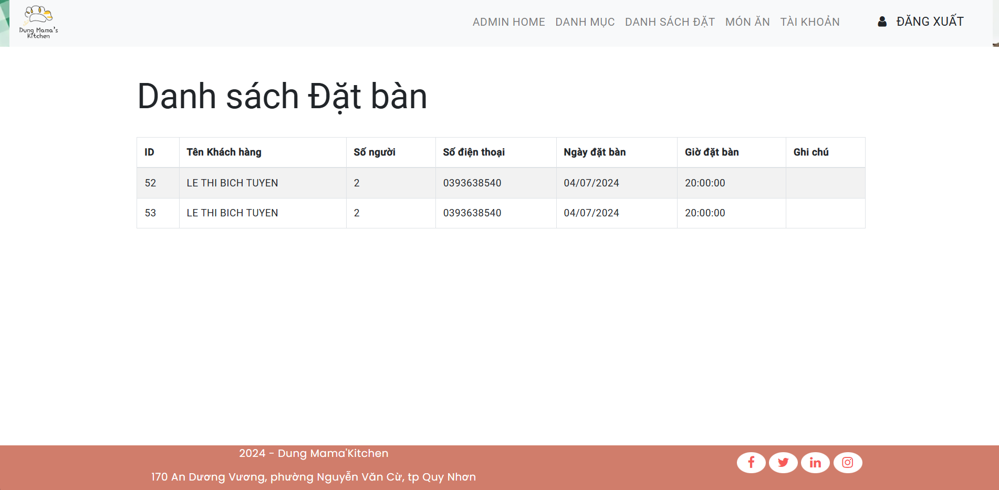 Dung Mama's
Kitchen
ADMIN HOME DANH MỤC DANH SÁCH ĐẶT MÓN ĂN TÀI KHOẢN ĐĂNG XUẤT
Danh sách Đặt bàn
ID Tên Khách hàng Số người Số điện thoại Ngày đặt bàn Giờ đặt bàn Ghi chú
52 LE THI BICH TUYEN 2 0393638540 04/07/2024 20:00:00
53 LE THI BICH TUYEN 2 0393638540 04/07/2024 20:00:00
2024 - Dung Mama'Kitchen
170 An Dương Vương, phường Nguyễn Văn Cừ, tp Quy Nhơn